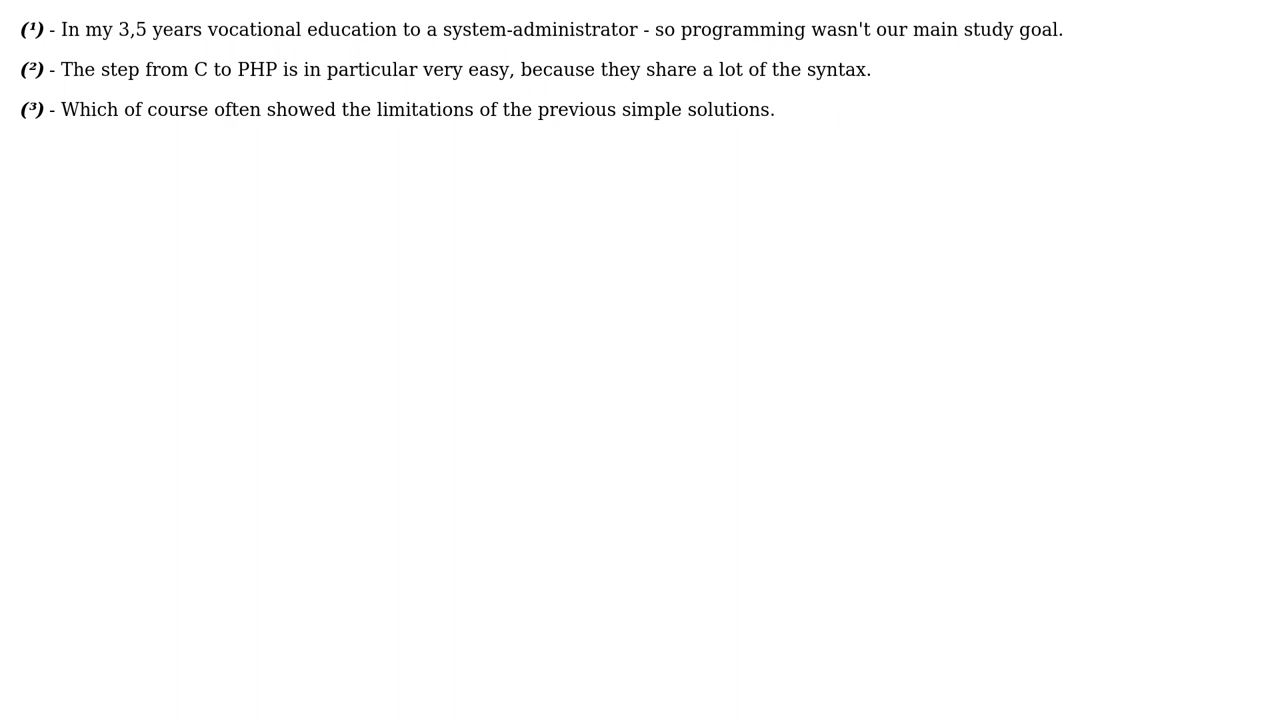 (¹) - In my 3,5 years vocational education to a system-administrator - so programming wasn't our main study goal.
(²) - The step from C to PHP is in particular very easy, because they share a lot of the syntax.
(³) - Which of course often showed the limitations of the previous simple solutions.